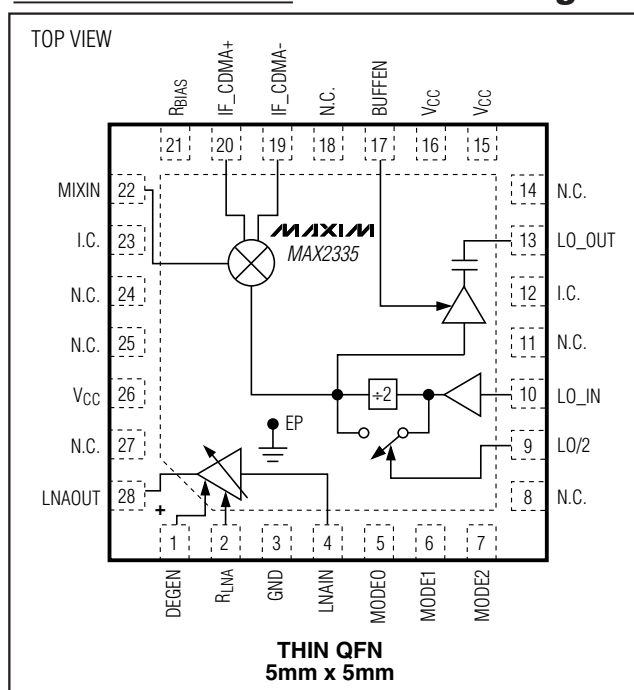 TOP VIEW
RBIAS
IF_CDMA+
IF_CDMA-
N.C.
BUFFEN
VCC
VCC
21 20 19 18 17 16 15
MIXIN 22
I.C. 23
N.C. 24
N.C. 25
VCC 26
N.C. 27
LNAOUT 28
MAXIM
MAX2335
14 N.C.
13 LO_OUT
12 I.C.
11 N.C.
10 LO_IN
9 LO/2
8 N.C.
÷2
EP
+
1 2 3 4 5 6 7
DEGEN
RLNA
GND
LNAIN
MODE0
MODE1
MODE2
THIN QFN
5mm x 5mm